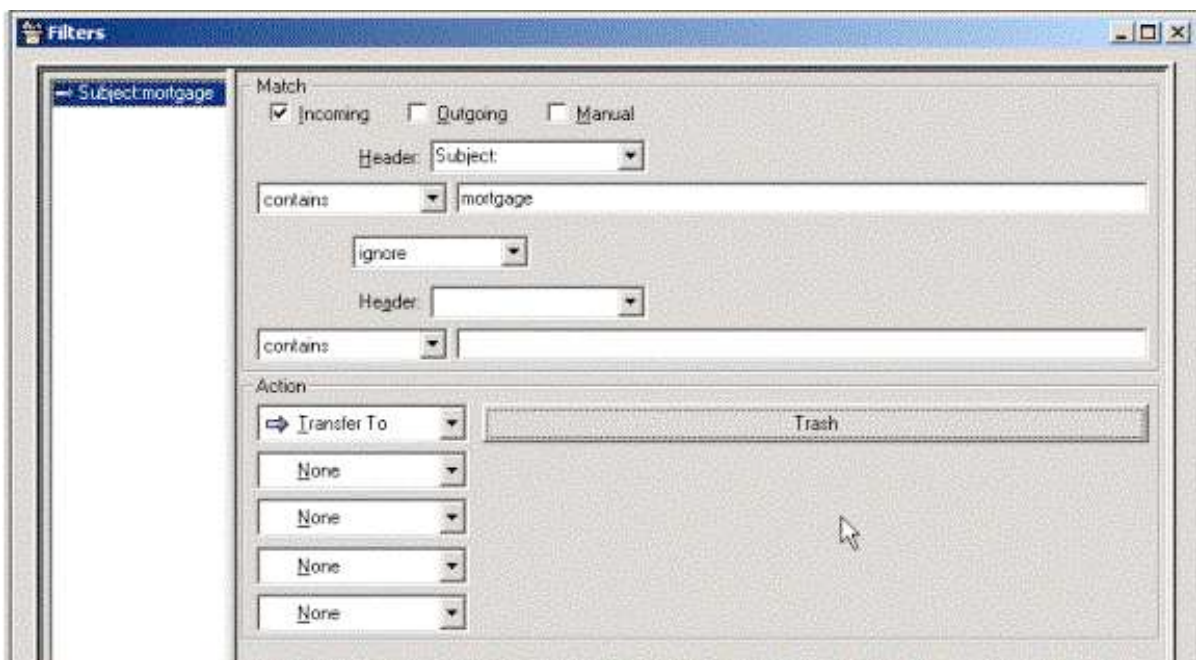 Filters
Subject:mortgage
Match
Incoming Outgoing Manual
Header: Subject:
contains mortgage
ignore
Header:
contains
Action
Transfer To Trash
None
None
None
None